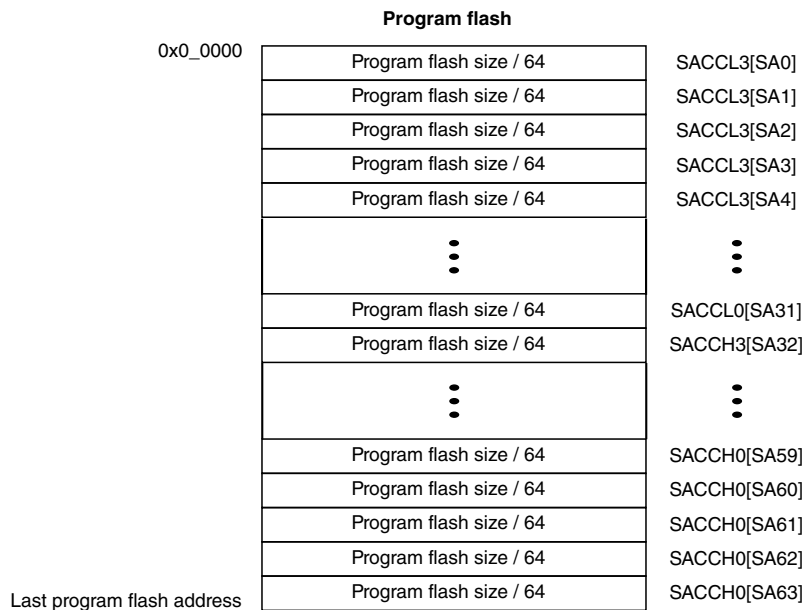 Program flash
0x0_0000 Program flash size / 64 SACCL3[SA0]
Program flash size / 64 SACCL3[SA1]
Program flash size / 64 SACCL3[SA2]
Program flash size / 64 SACCL3[SA3]
Program flash size / 64 SACCL3[SA4]
Program flash size / 64 SACCL0[SA31]
Program flash size / 64 SACCH3[SA32]
Program flash size / 64 SACCH0[SA59]
Program flash size / 64 SACCH0[SA60]
Program flash size / 64 SACCH0[SA61]
Program flash size / 64 SACCH0[SA62]
Program flash size / 64 SACCH0[SA63]
Last program flash address